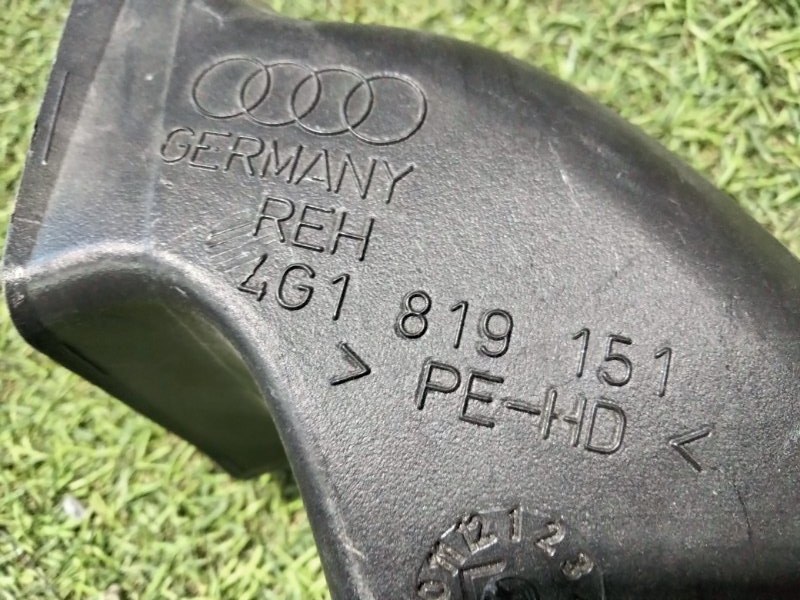 GERMANY
REH
4G1 819 151
> PE-HD <